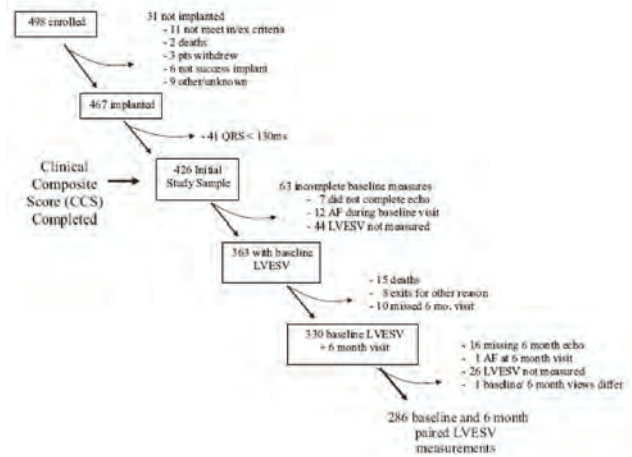 498 enrolled
31 not implanted
- 11 not meet in/ex criteria
- 2 deaths
- 3 pts withdrew
- 6 not success implant
- 9 other/unknown
467 implanted
- 41 QRS < 130ms
Clinical
Composite
Score (CCS)
Completed
426 Initial
Study Sample
63 incomplete baseline measures
- 7 did not complete echo
- 12 AF during baseline visit
- 44 LVESV not measured
363 with baseline
LVESV
- 15 deaths
- 8 exits for other reason
- 10 missed 6 mo. visit
330 baseline LVESV
+ 6 month visit
- 16 missing 6 month echo
- 1 AF at 6 month visit
- 26 LVESV not measured
- 1 baseline/ 6 month views differ
286 baseline and 6 month
paired LVESV
measurements